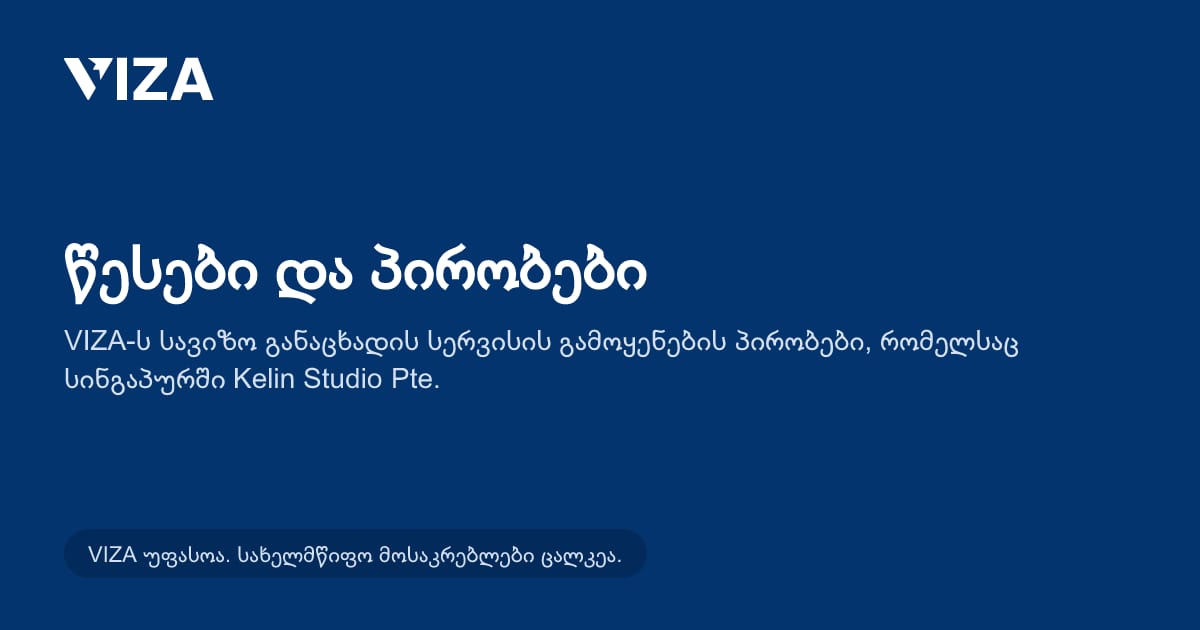 VIZA
წესები და პირობები
VIZA-ს სავიზო განაცხადის სერვისის გამოყენების პირობები, რომელსაც
სინგაპურში Kelin Studio Pte.
VIZA უფასოა. სახელმწიფო მოსაკრებლები ცალკეა.